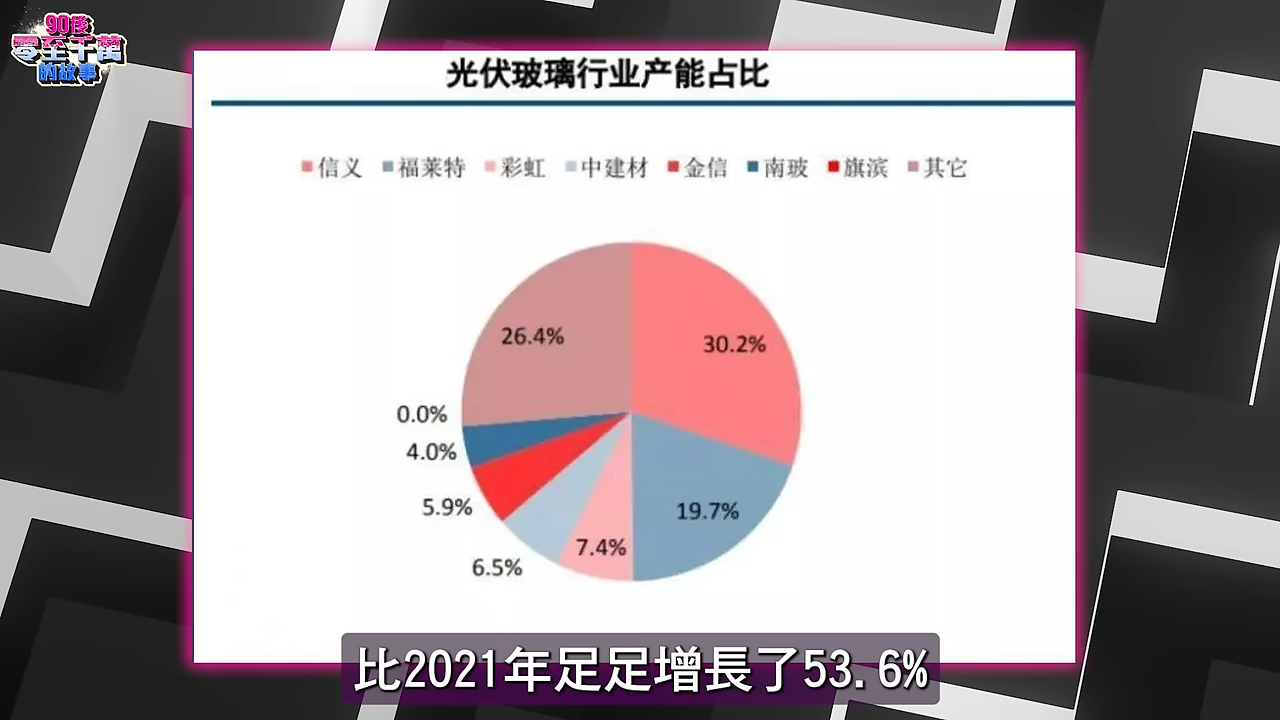 90後
零至千萬
的故事
光伏玻璃行业产能占比
信义 福莱特 彩虹 中建材 金信 南玻 旗滨 其它
26.4%
30.2%
0.0%
4.0%
5.9%
19.7%
7.4%
6.5%
比2021年足足增長了53.6%